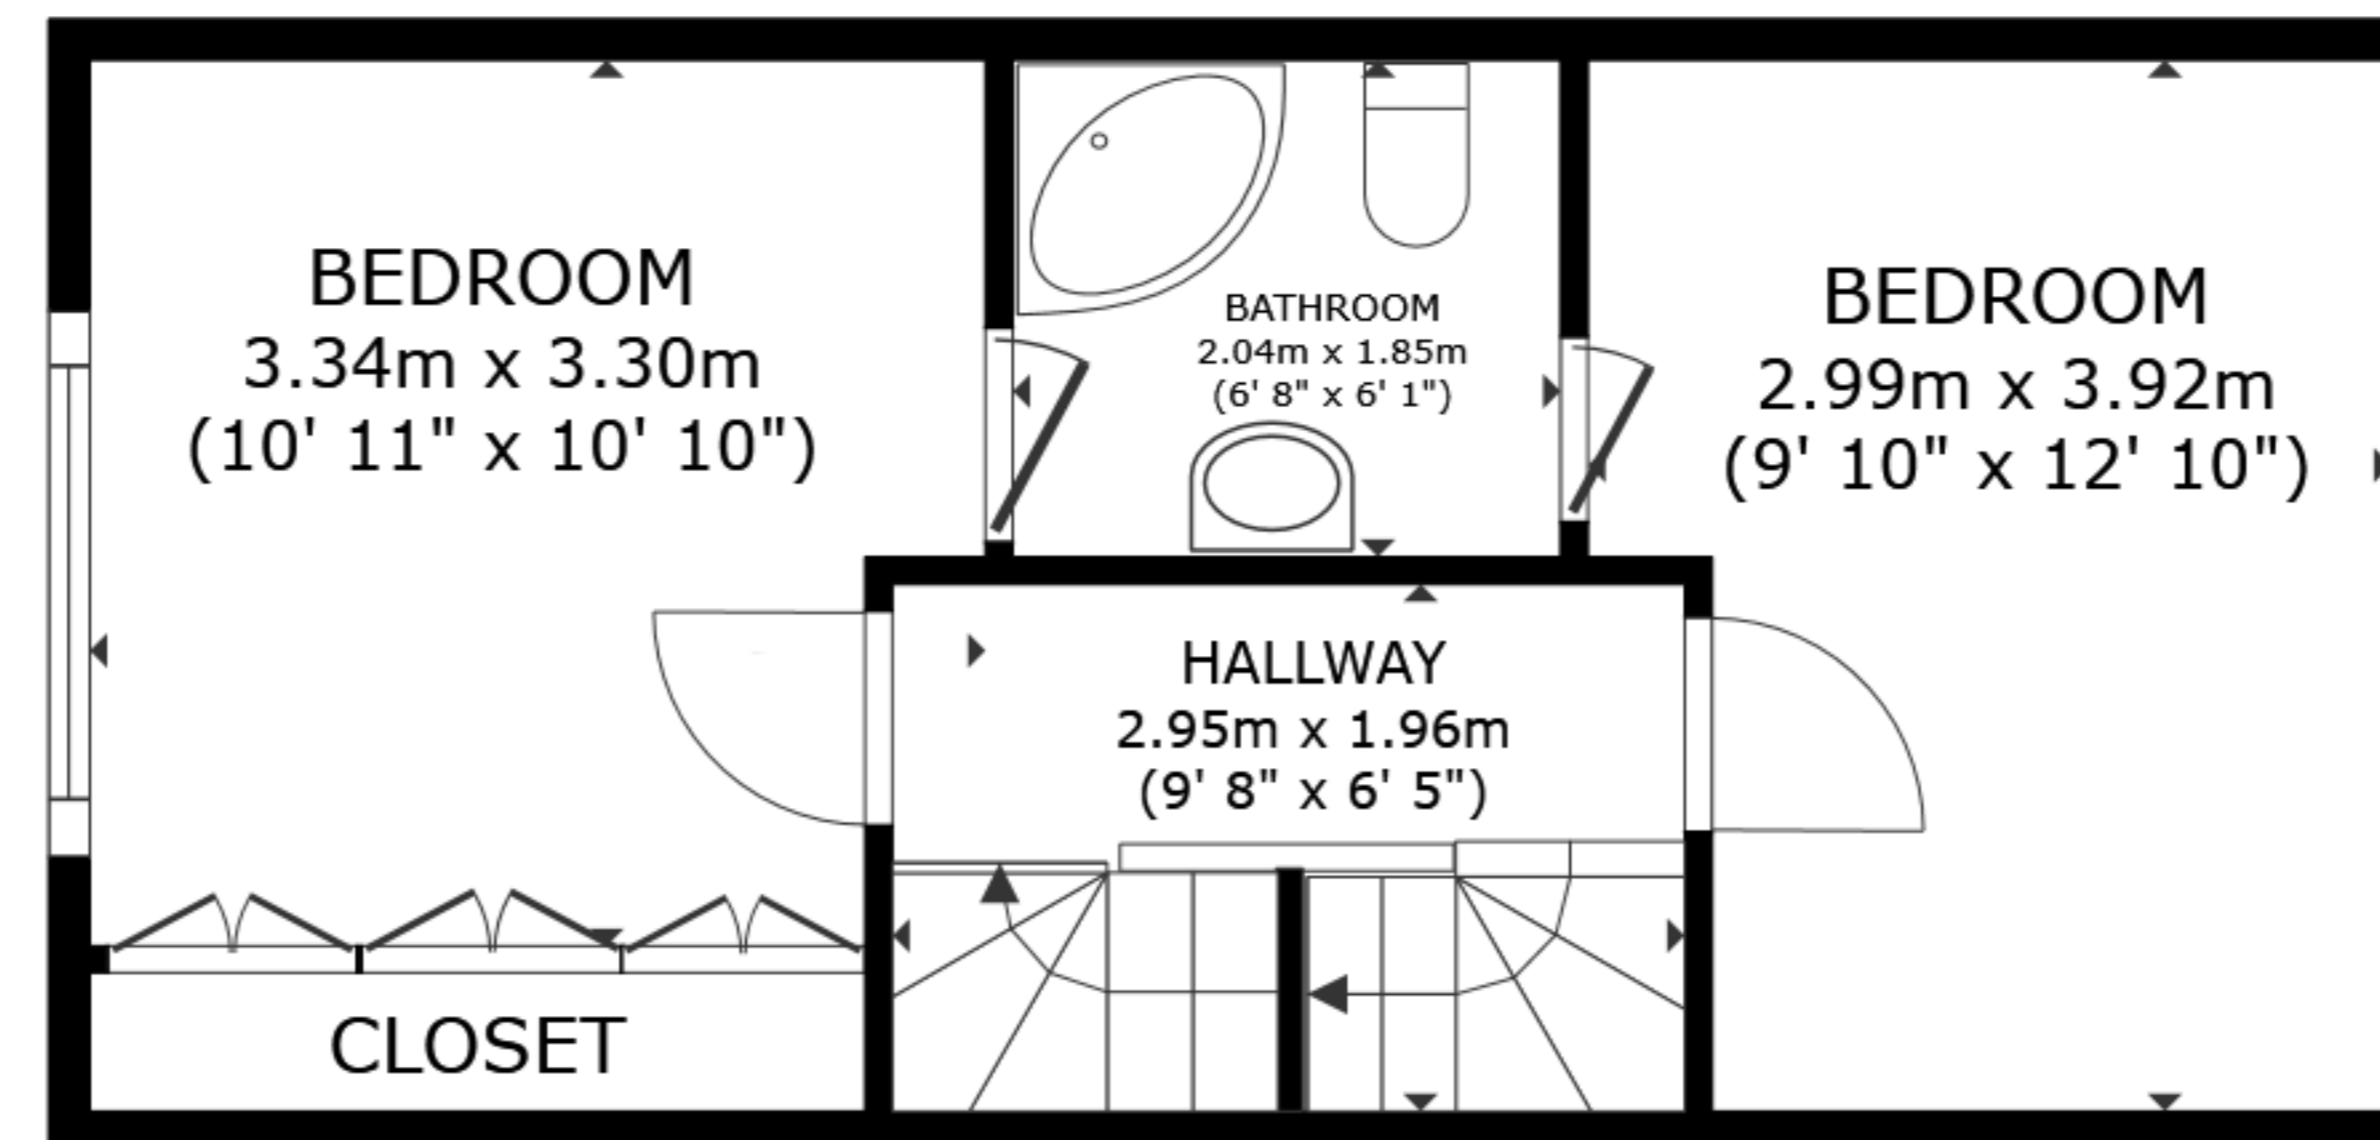 BEDROOM
3.34m x 3.30m
(10' 11" x 10' 10")
BATHROOM
2.04m x 1.85m
(6' 8" x 6' 1")
BEDROOM
2.99m x 3.92m
(9' 10" x 12' 10")
HALLWAY
2.95m x 1.96m
(9' 8" x 6' 5")
CLOSET